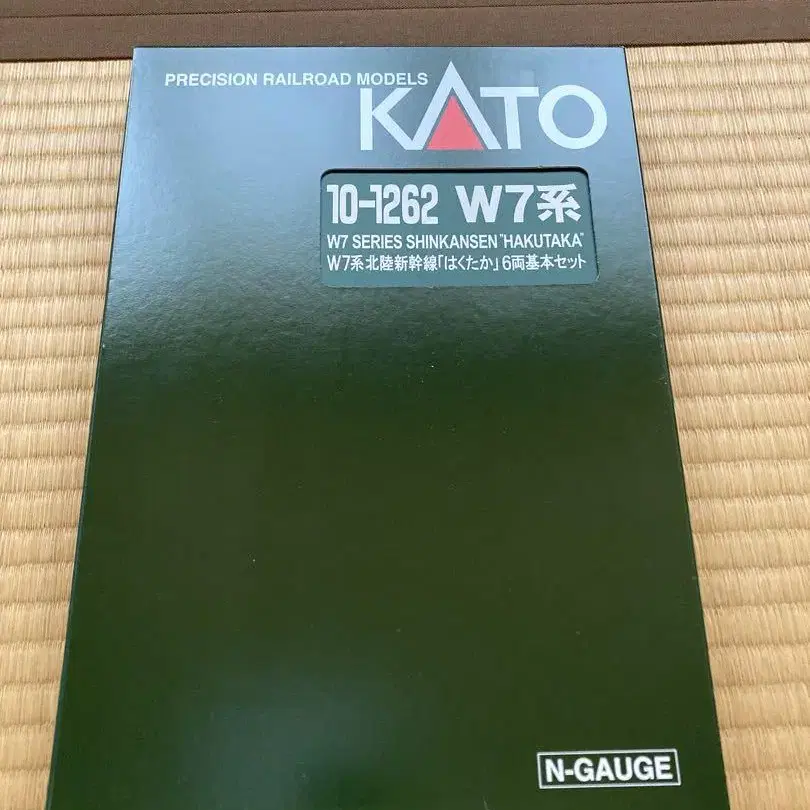 PRECISION RAILROAD MODELS
KATO
10-1262 W7系
W7 SERIES SHINKANSEN "HAKUTAKA"
W7系北陸新幹線「はくたか」6両基本セット
N-GAUGE